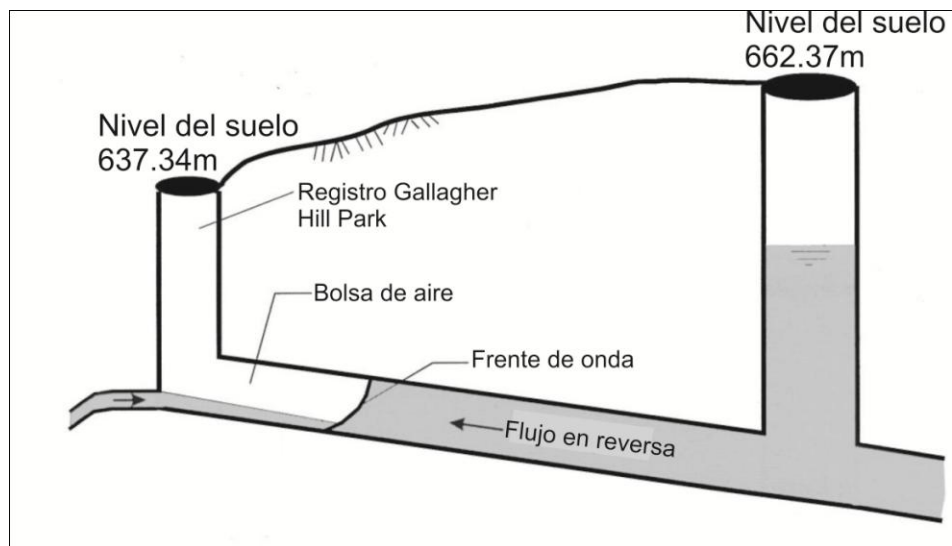 Nivel del suelo
662.37m
Nivel del suelo
637.34m
Registro Gallagher
Hill Park
Bolsa de aire
Frente de onda
Flujo en reversa